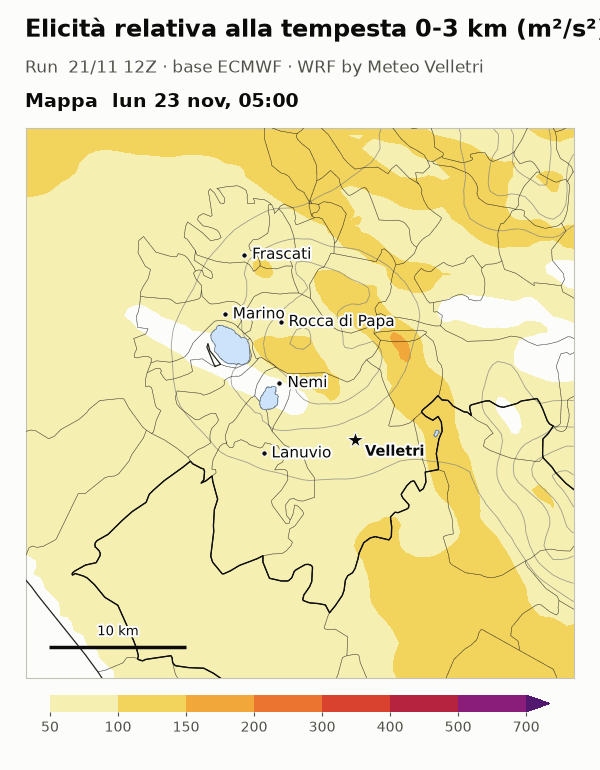 Elicità relativa alla tempesta 0-3 km (m²/s²)
Run 21/11 12Z · base ECMWF · WRF by Meteo Velletri
Mappa lun 23 nov, 05:00
Frascati
Marino
Rocca di Papa
Nemi
Lanuvio
Velletri
10 km
50 100 150 200 300 400 500 700